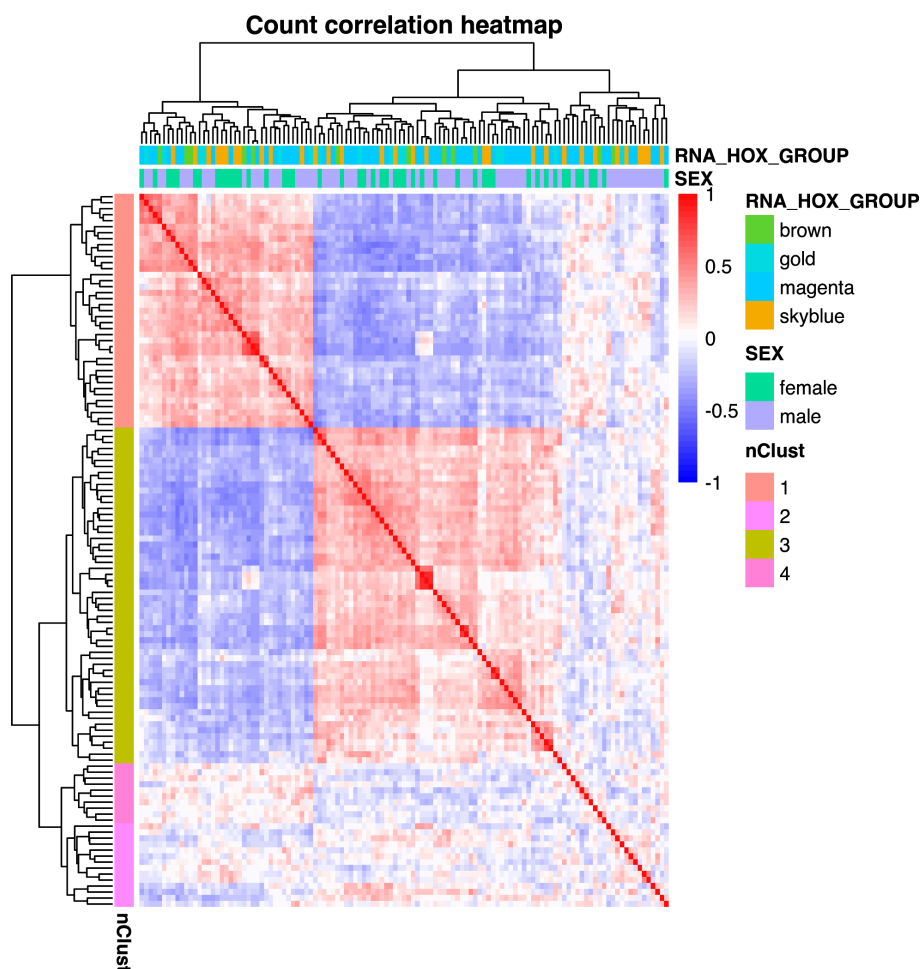 Count correlation heatmap
RNA_HOX_GROUP
SEX
1
0.5
0
-0.5
-1
RNA_HOX_GROUP
brown
gold
magenta
skyblue
SEX
female
male
nClust
1
2
3
4
nClust